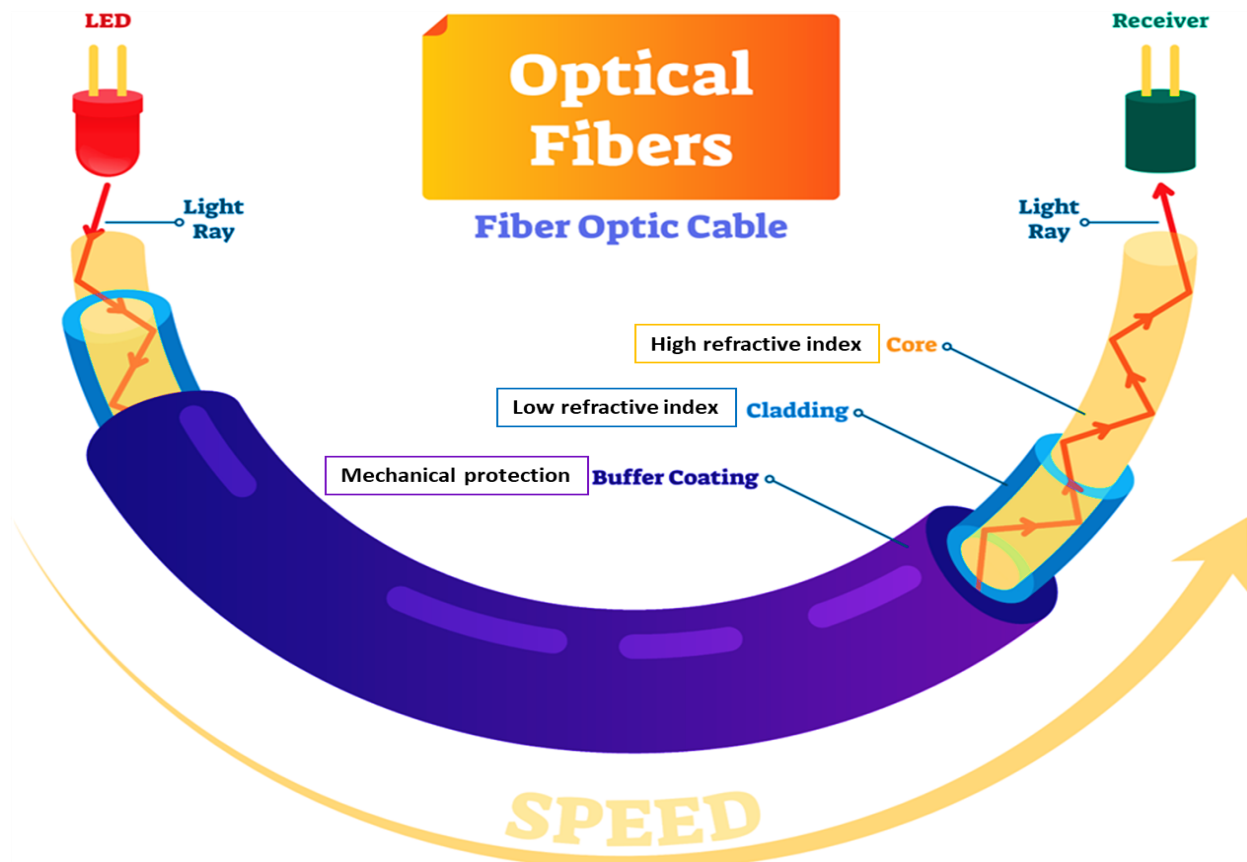 LED
Optical
Fibers
Receiver
Light
Ray
Fiber Optic Cable
Light
Ray
High refractive index Core
Low refractive index Cladding
Mechanical protection Buffer Coating
SPEED